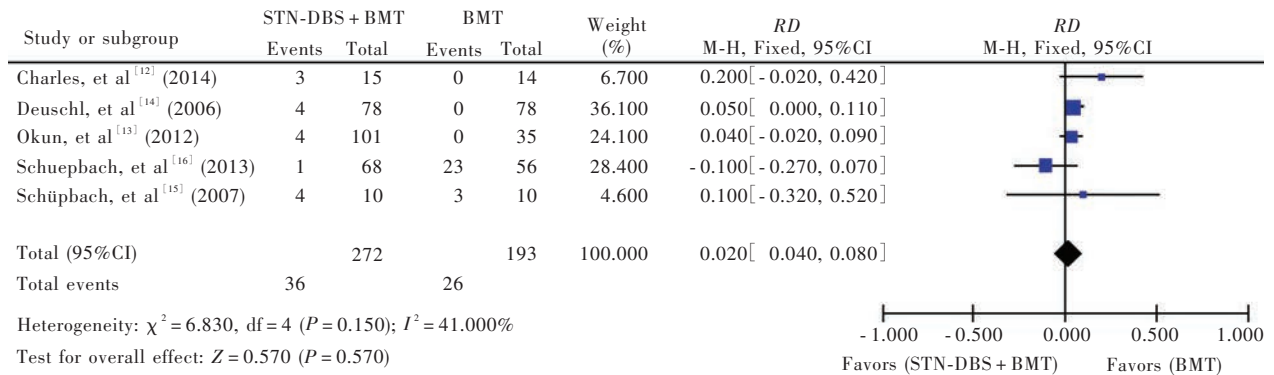 Study or subgroup STN-DBS + BMT BMT Weight (%) RD M-H, Fixed, 95%CI RD M-H, Fixed, 95%CI
Events Total Events Total
Charles, et al [12] (2014) 3 15 0 14 6.700 0.200[-0.020, 0.420]
Deuschl, et al [14] (2006) 4 78 0 78 36.100 0.050[ 0.000, 0.110]
Okun, et al [13] (2012) 4 101 0 35 24.100 0.040[-0.020, 0.090]
Schuepbach, et al [16] (2013) 1 68 23 56 28.400 -0.100[-0.270, 0.070]
Schüpbach, et al [15] (2007) 4 10 3 10 4.600 0.100[-0.320, 0.520]
Total (95%CI) 272 193 100.000 0.020[ 0.040, 0.080]
Total events 36 26
Heterogeneity: χ² = 6.830, df = 4 (P = 0.150); I² = 41.000%
Test for overall effect: Z = 0.570 (P = 0.570)
-1.000 -0.500 0.000 0.500 1.000
Favors (STN-DBS + BMT) Favors (BMT)